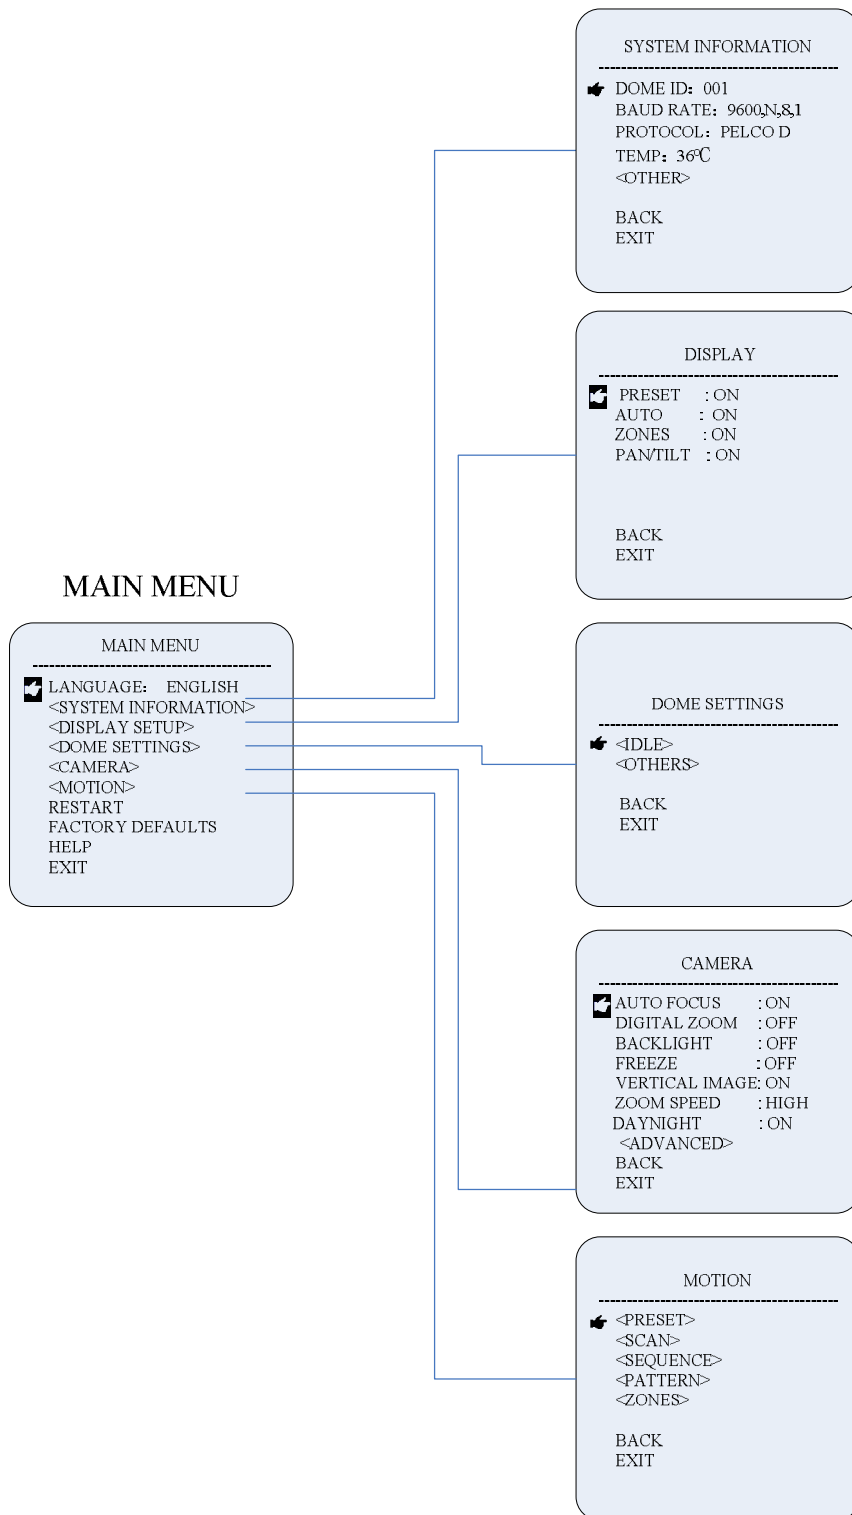 SYSTEM INFORMATION
DOME ID: 001
BAUD RATE: 9600,N,8,1
PROTOCOL: PELCO D
TEMP: 36℃
<OTHER>
BACK
EXIT
DISPLAY
PRESET : ON
AUTO : ON
ZONES : ON
PAN/TILT : ON
BACK
EXIT
MAIN MENU
MAIN MENU
LANGUAGE: ENGLISH
<SYSTEM INFORMATION>
<DISPLAY SETUP>
<DOME SETTINGS>
<CAMERA>
<MOTION>
RESTART
FACTORY DEFAULTS
HELP
EXIT
DOME SETTINGS
<IDLE>
<OTHERS>
BACK
EXIT
CAMERA
AUTO FOCUS : ON
DIGITAL ZOOM : OFF
BACKLIGHT : OFF
FREEZE : OFF
VERTICAL IMAGE: ON
ZOOM SPEED : HIGH
DAYNIGHT : ON
<ADVANCED>
BACK
EXIT
MOTION
<PRESET>
<SCAN>
<SEQUENCE>
<PATTERN>
<ZONES>
BACK
EXIT